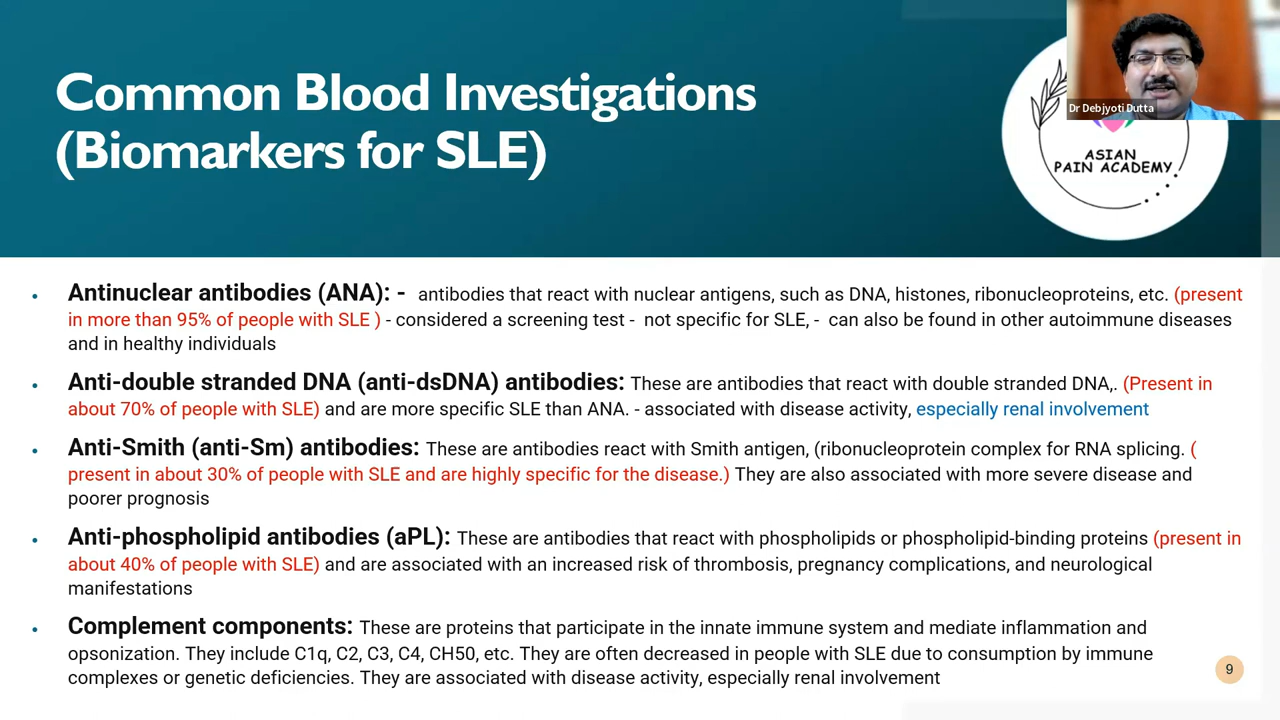 Common Blood Investigations
(Biomarkers for SLE)
Dr Debjyoti Dutta
ASIAN
PAIN ACADEMY
• Antinuclear antibodies (ANA): - antibodies that react with nuclear antigens, such as DNA, histones, ribonucleoproteins, etc. (present
in more than 95% of people with SLE ) - considered a screening test - not specific for SLE, - can also be found in other autoimmune diseases
and in healthy individuals
• Anti-double stranded DNA (anti-dsDNA) antibodies: These are antibodies that react with double stranded DNA,. (Present in
about 70% of people with SLE) and are more specific SLE than ANA. - associated with disease activity, especially renal involvement
• Anti-Smith (anti-Sm) antibodies: These are antibodies react with Smith antigen, (ribonucleoprotein complex for RNA splicing. (
present in about 30% of people with SLE and are highly specific for the disease.) They are also associated with more severe disease and
poorer prognosis
• Anti-phospholipid antibodies (aPL): These are antibodies that react with phospholipids or phospholipid-binding proteins (present in
about 40% of people with SLE) and are associated with an increased risk of thrombosis, pregnancy complications, and neurological
manifestations
• Complement components: These are proteins that participate in the innate immune system and mediate inflammation and
opsonization. They include C1q, C2, C3, C4, CH50, etc. They are often decreased in people with SLE due to consumption by immune
complexes or genetic deficiencies. They are associated with disease activity, especially renal involvement
9